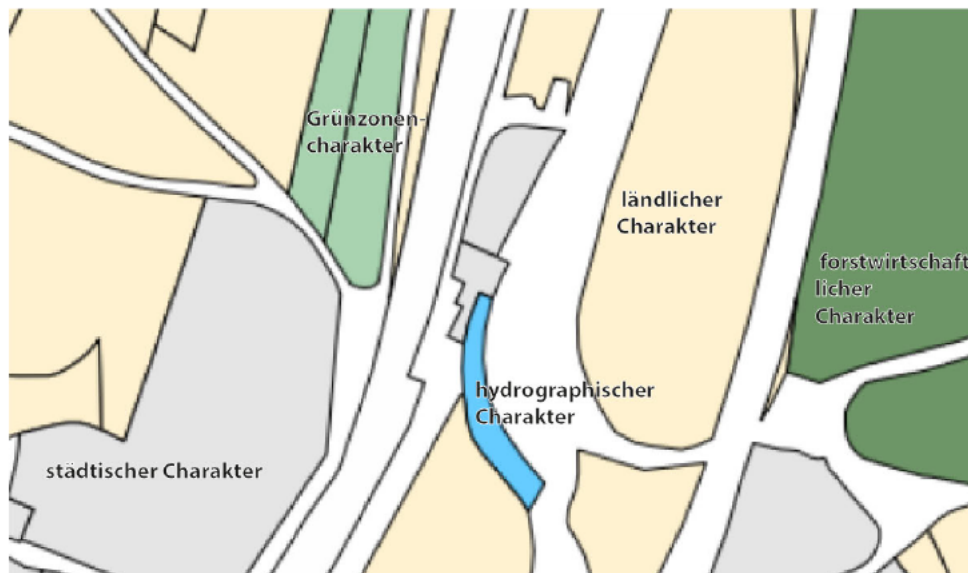 Grünzonen-
charakter
ländlicher
Charakter
forstwirtschaft
licher
Charakter
hydrographischer
Charakter
städtischer Charakter